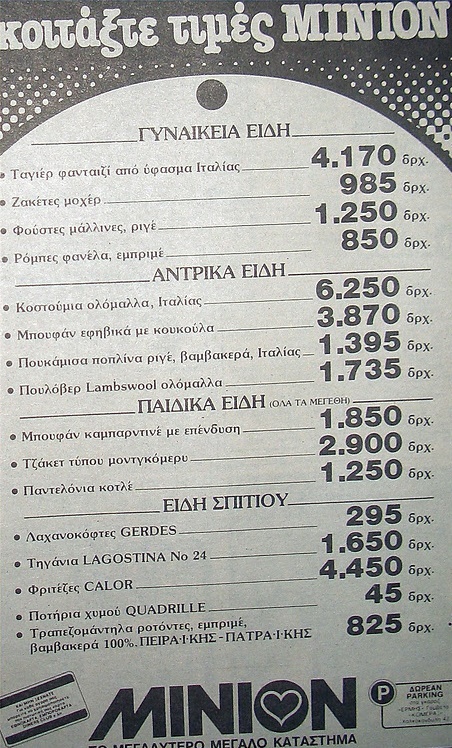 κοιτάξτε τιμές MINION
ΓΥΝΑΙΚΕΙΑ ΕΙΔΗ
• Ταγιέρ φανταιζί από ύφασμα Ιταλίας 4.170 δρχ.
• Ζακέτες μοχέρ 985 δρχ.
• Φούστες μάλλινες, ριγέ 1.250 δρχ.
• Ρόμπες φανέλα, εμπριμέ 850 δρχ.
ΑΝΤΡΙΚΑ ΕΙΔΗ
• Κοστούμια ολόμαλλα, Ιταλίας 6.250 δρχ.
• Μπουφάν εφηβικά με κουκούλα 3.870 δρχ.
• Πουκάμισα ποπλίνα ριγέ, βαμβακερά, Ιταλίας 1.395 δρχ.
• Πουλόβερ Lambswool ολόμαλλα 1.735 δρχ.
ΠΑΙΔΙΚΑ ΕΙΔΗ (ΟΛΑ ΤΑ ΜΕΓΕΘΗ)
• Μπουφάν καμπαρντινέ με επένδυση 1.850 δρχ.
• Τζάκετ τύπου μοντγκόμερυ 2.900 δρχ.
• Παντελόνια κοτλέ 1.250 δρχ.
ΕΙΔΗ ΣΠΙΤΙΟΥ
• Λαχανοκόφτες GERDES 295 δρχ.
• Τηγάνια LAGOSTINA No 24 1.650 δρχ.
• Φριτέζες CALOR 4.450 δρχ.
• Ποτήρια χυμού QUADRILLE 45 δρχ.
• Τραπεζομάντηλα ροτόντες, εμπριμέ,
βαμβακερά 100%, ΠΕΙΡΑ·Ι·ΚΗΣ - ΠΑΤΡΑ·Ι·ΚΗΣ 825 δρχ.
MINION
ΤΟ ΜΕΓΑΛΥΤΕΡΟ ΜΕΓΑΛΟ ΚΑΤΑΣΤΗΜΑ
P ΔΩΡΕΑΝ
PARKING